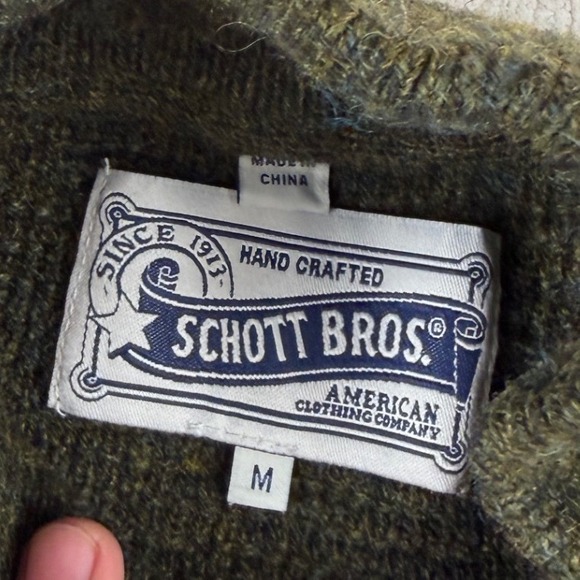 MADE IN
CHINA
SINCE 1913
HAND CRAFTED
SCHOTT BROS.®
AMERICAN
CLOTHING COMPANY
M